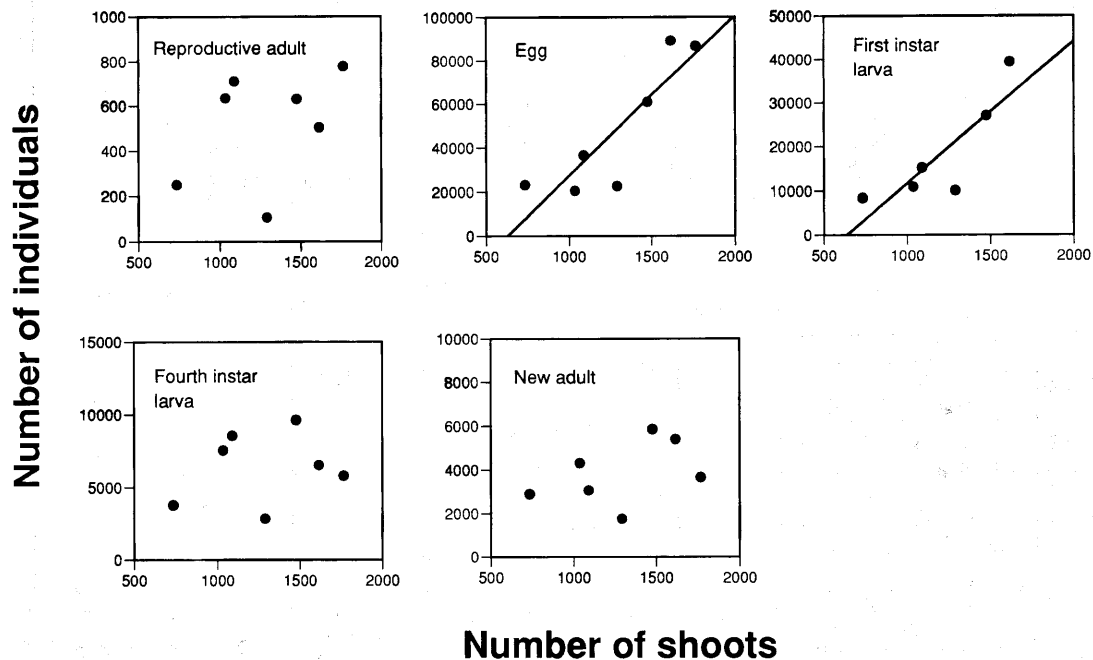 Number of individuals
1000
800
600
400
200
0
Reproductive adult
500 1000 1500 2000
100000
80000
60000
40000
20000
0
Egg
500 1000 1500 2000
50000
40000
30000
20000
10000
0
First instar
larva
500 1000 1500 2000
15000
10000
5000
0
Fourth instar
larva
500 1000 1500 2000
10000
8000
6000
4000
2000
0
New adult
500 1000 1500 2000
Number of shoots